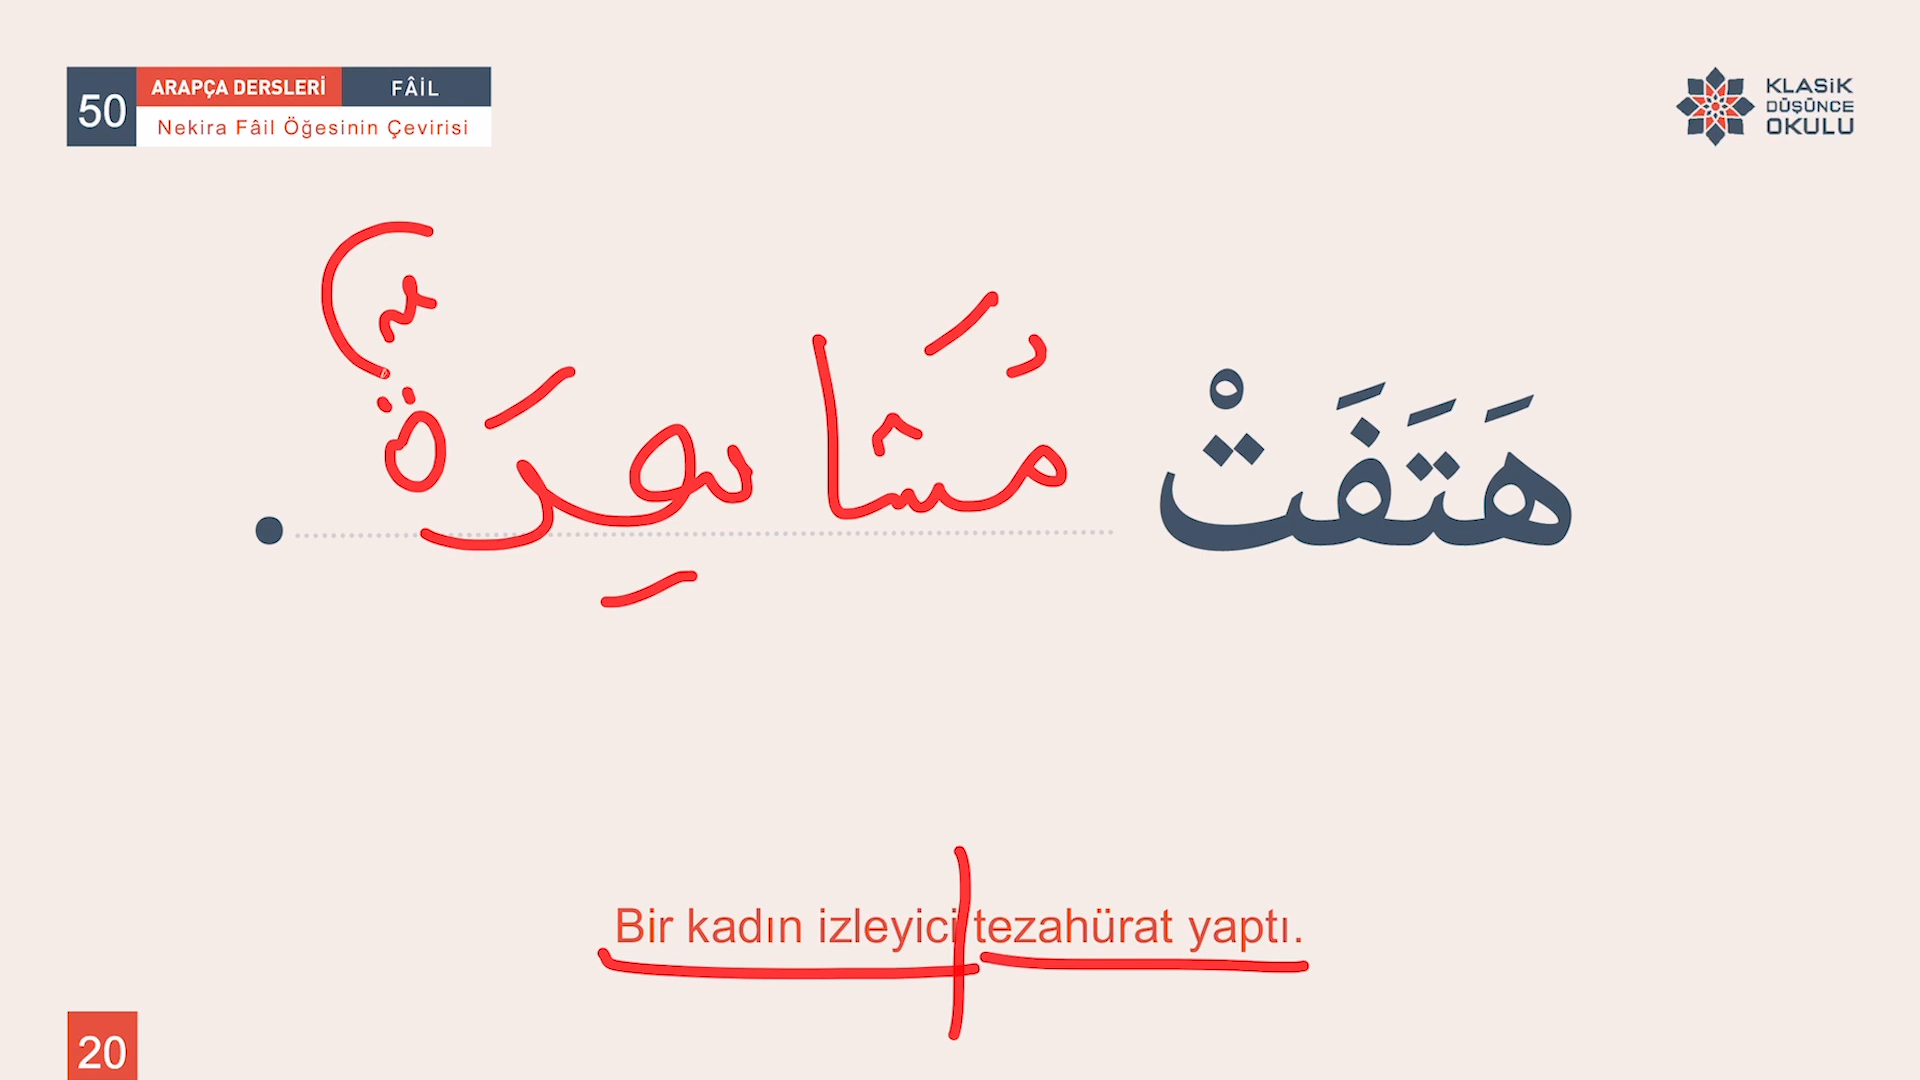 50
ARAPÇA DERSLERİ FÂİL
Nekira Fâil Öğesinin Çevirisi
KLASİK
DÜŞÜNCE
OKULU
هَتَفَتْ مُشَاهِدَةٌ .
Bir kadın izleyici tezahürat yaptı.
20